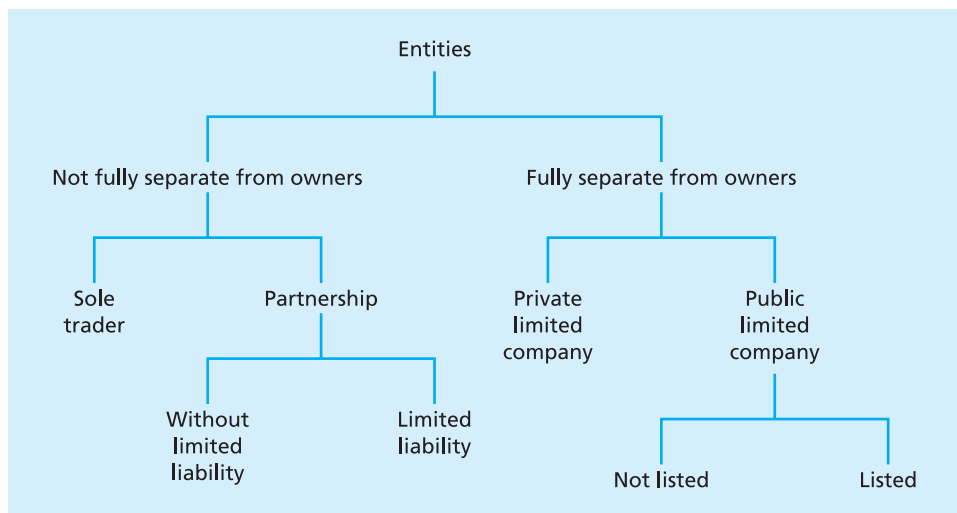 Entities
Not fully separate from owners
Fully separate from owners
Sole
trader
Partnership
Private
limited
company
Public
limited
company
Without
limited
liability
Limited
liability
Not listed
Listed